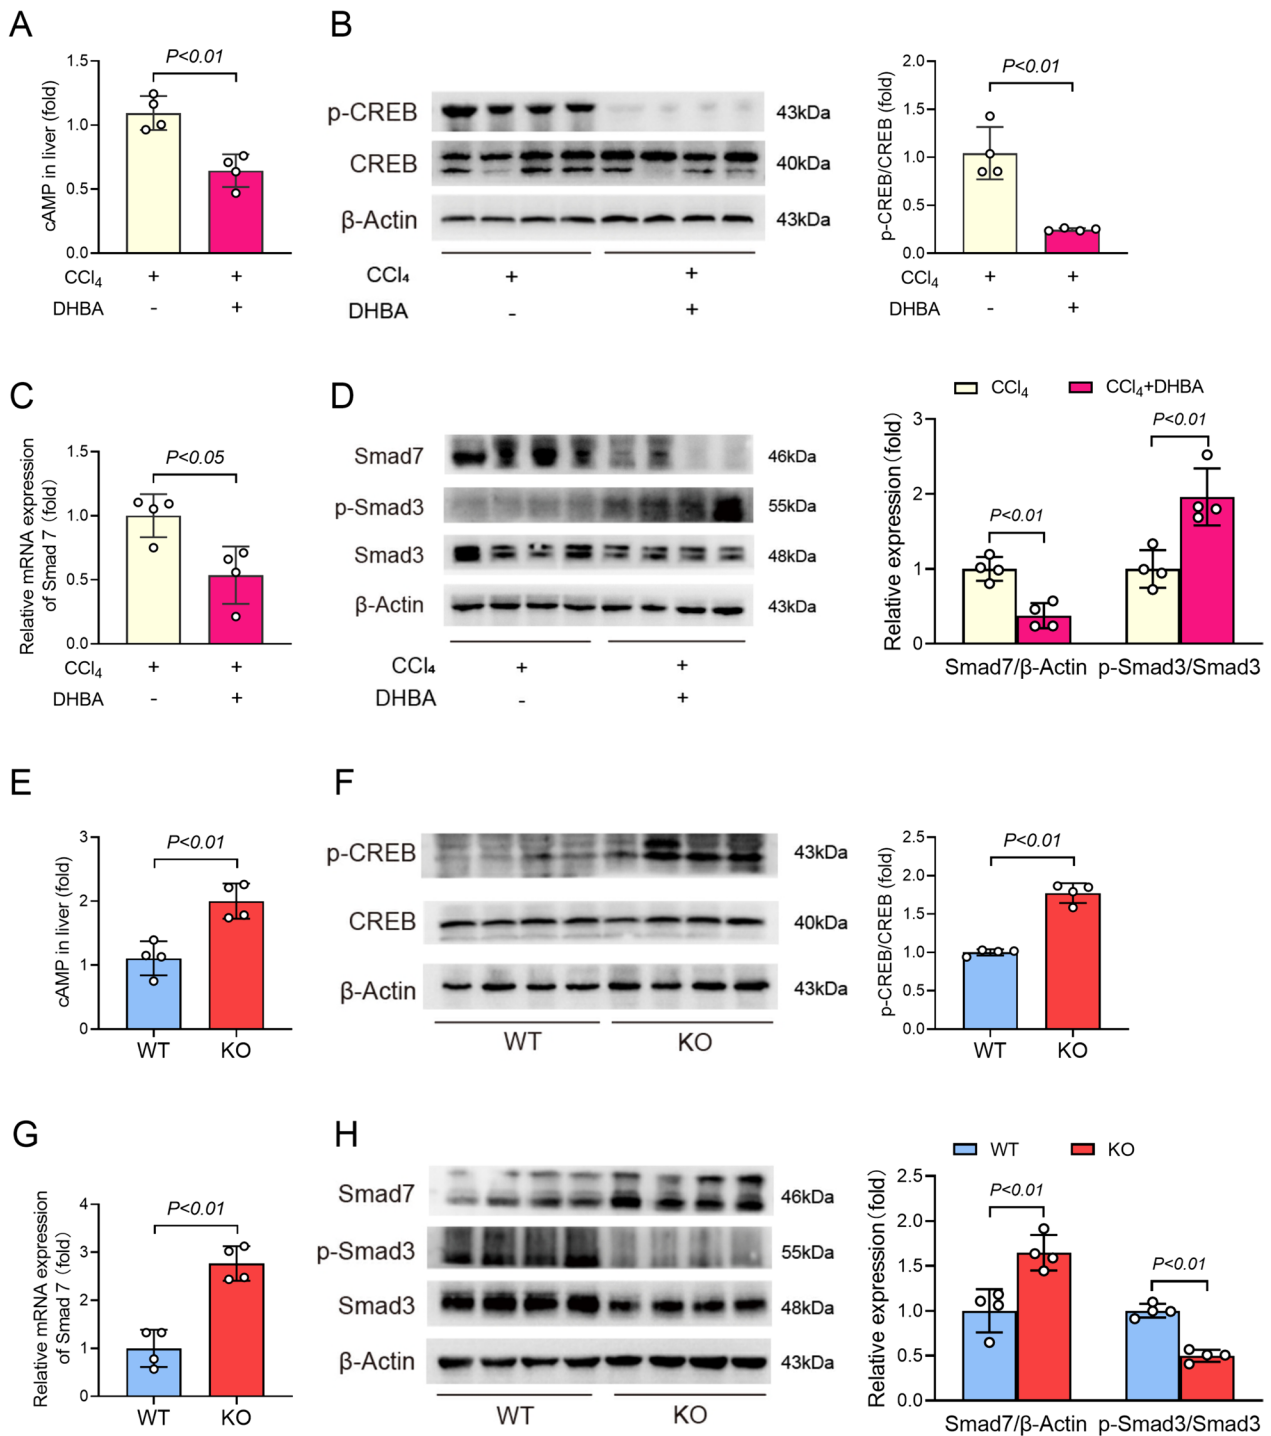 A
cAMP in liver (fold)
1.5
1.0
0.5
0.0
P<0.01
CCl₄ + +
DHBA - +
B
p-CREB 43kDa
CREB 40kDa
β-Actin 43kDa
CCl₄ + +
DHBA - +
p-CREB/CREB (fold)
2.0
1.5
1.0
0.5
0.0
P<0.01
CCl₄ + +
DHBA - +
C
Relative mRNA expression
of Smad 7 (fold)
1.5
1.0
0.5
0.0
P<0.05
CCl₄ + +
DHBA - +
D
Smad7 46kDa
p-Smad3 55kDa
Smad3 48kDa
β-Actin 43kDa
CCl₄ + +
DHBA - +
CCl₄ CCl₄+DHBA
Relative expression (fold)
3
2
1
0
P<0.01
P<0.01
Smad7/β-Actin p-Smad3/Smad3
E
cAMP in liver (fold)
3
2
1
0
P<0.01
WT KO
F
p-CREB 43kDa
CREB 40kDa
β-Actin 43kDa
WT KO
p-CREB/CREB (fold)
2.5
2.0
1.5
1.0
0.5
0.0
P<0.01
WT KO
G
Relative mRNA expression
of Smad 7 (fold)
4
3
2
1
0
P<0.01
WT KO
H
Smad7 46kDa
p-Smad3 55kDa
Smad3 48kDa
β-Actin 43kDa
WT KO
WT KO
Relative expression (fold)
2.5
2.0
1.5
1.0
0.5
0.0
P<0.01
P<0.01
Smad7/β-Actin p-Smad3/Smad3